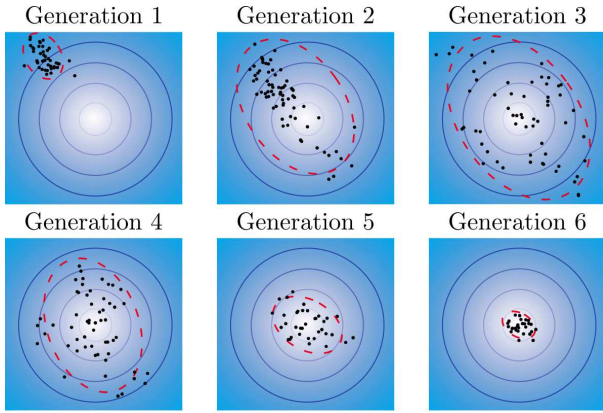 Generation 1
Generation 2
Generation 3
Generation 4
Generation 5
Generation 6